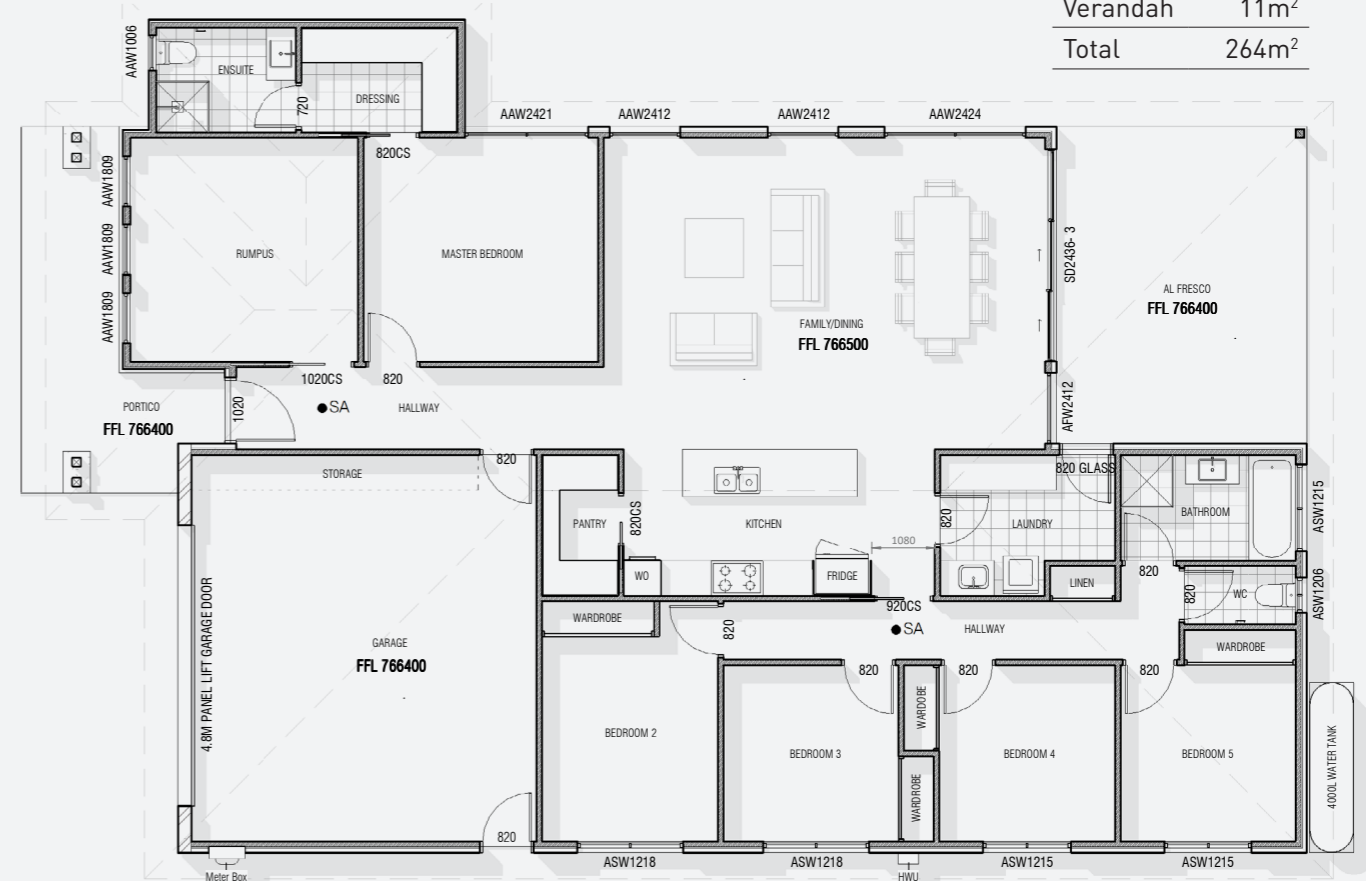 Verandah 11m²
Total 264m²
AAW1006
ENSUITE
720
DRESSING
AAW2421
AAW2412
AAW2412
AAW2424
820CS
AAW1809
AAW1809
AAW1809
RUMPUS
MASTER BEDROOM
FAMILY/DINING
FFL 766500
SD2436- 3
AL FRESCO
FFL 766400
1020CS
820
SA
HALLWAY
1020
PORTICO
FFL 766400
AFW2412
STORAGE
820
PANTRY
820CS
KITCHEN
820
1080
820 GLASS
LAUNDRY
BATHROOM
ASW1215
WO
FRIDGE
LINEN
820
820
WC
ASW1206
WARDROBE
820
920CS
SA
HALLWAY
WARDROBE
GARAGE
FFL 766400
4.8M PANEL LIFT GARAGE DOOR
820
820
820
WARDOBE
BEDROOM 2
BEDROOM 3
BEDROOM 4
BEDROOM 5
WARDROBE
4000L WATER TANK
820
ASW1218
ASW1218
ASW1215
ASW1215
Meter Box
HWU